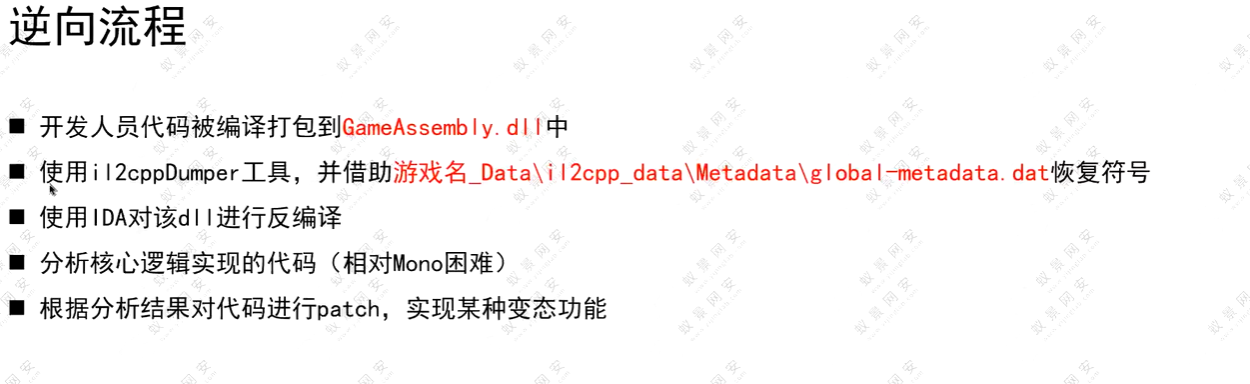 逆向流程
■ 开发人员代码被编译打包到GameAssembly.dll中
■ 使用il2cppDumper工具，并借助游戏名_Data\il2cpp_data\Metadata\global-metadata.dat恢复符号
■ 使用IDA对该dll进行反编译
■ 分析核心逻辑实现的代码（相对Mono困难）
■ 根据分析结果对代码进行patch，实现某种变态功能
蚁景网安